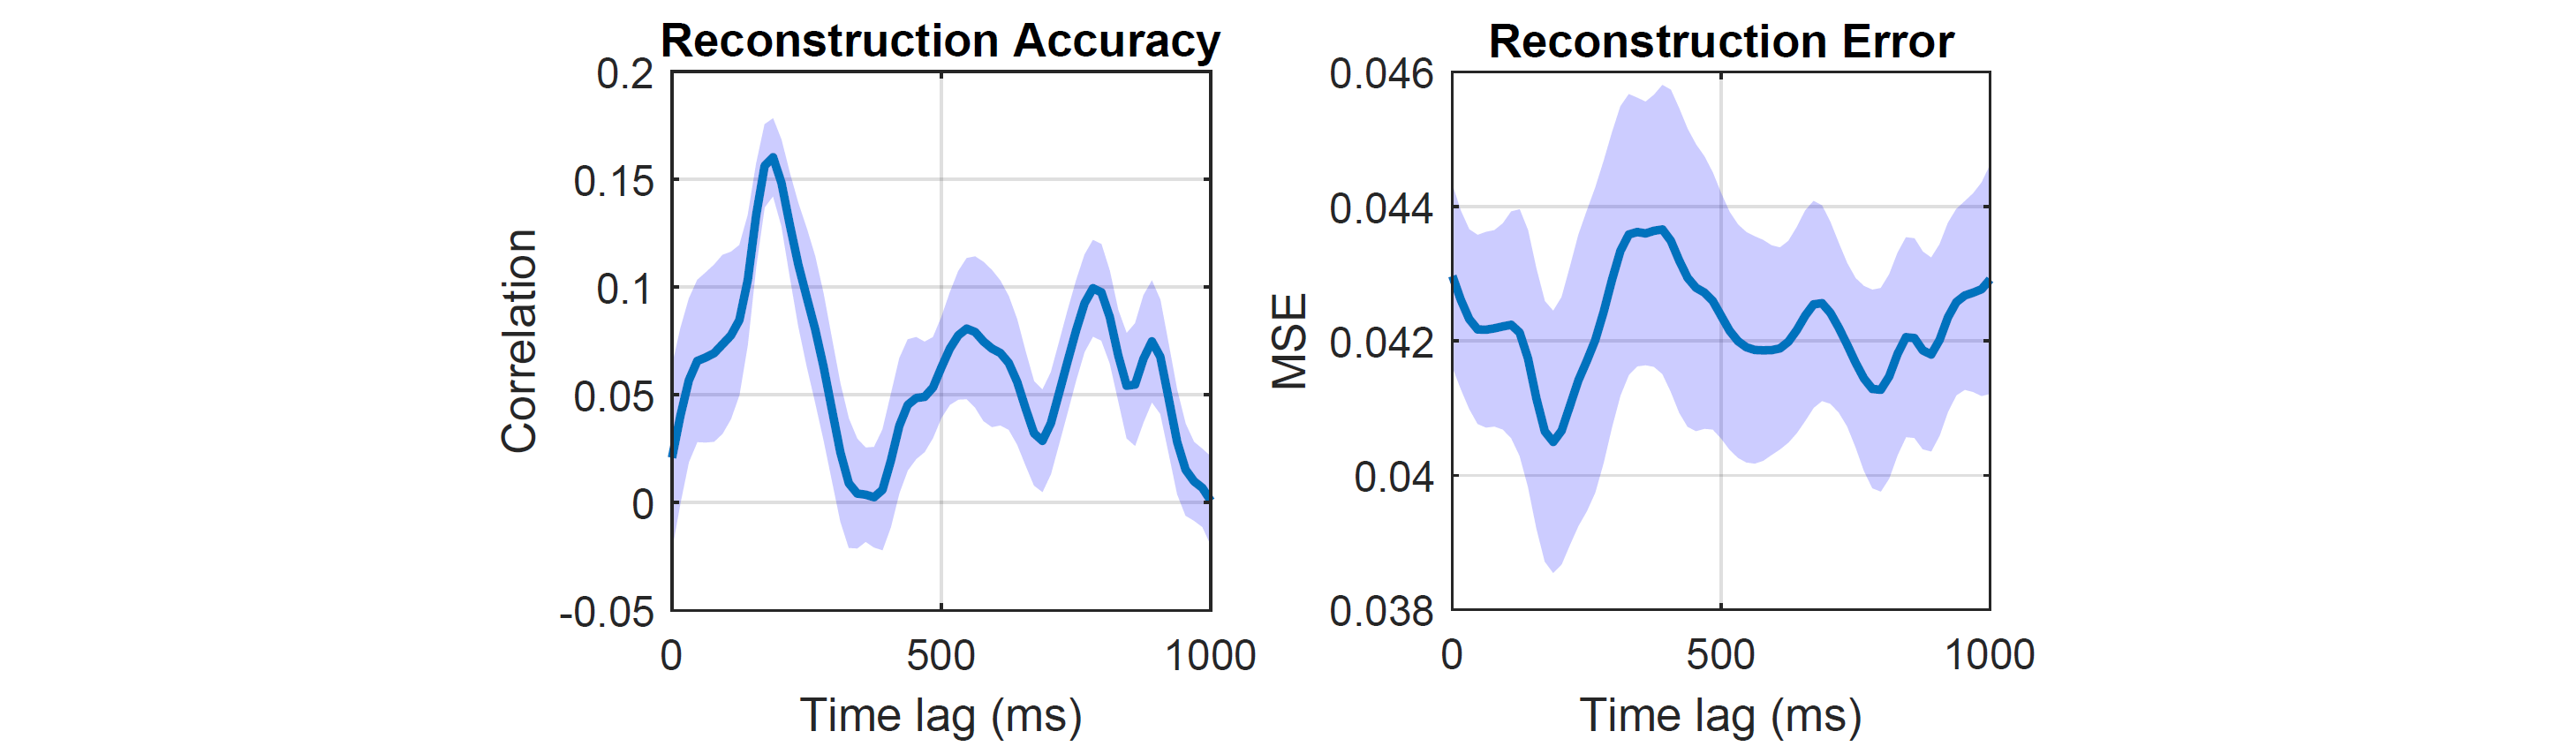 Reconstruction Accuracy
0.2
0.15
0.1
0.05
0
-0.05
Correlation
0 500 1000
Time lag (ms)
Reconstruction Error
0.046
0.044
0.042
0.04
0.038
MSE
0 500 1000
Time lag (ms)